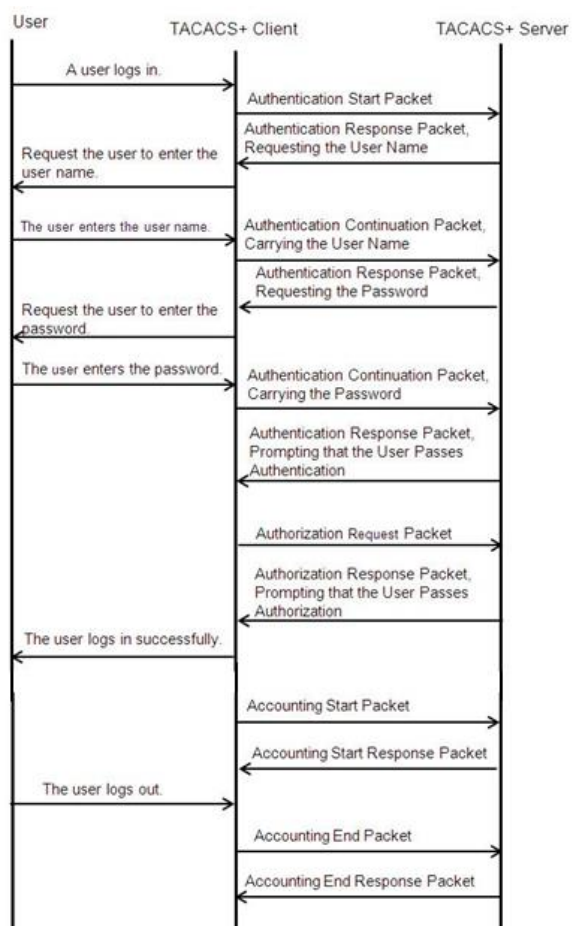 User
TACACS+ Client
TACACS+ Server
A user logs in.
Authentication Start Packet
Authentication Response Packet,
Requesting the User Name
Request the user to enter the
user name.
The user enters the user name.
Authentication Continuation Packet,
Carrying the User Name
Authentication Response Packet,
Requesting the Password
Request the user to enter the
password.
The user enters the password.
Authentication Continuation Packet,
Carrying the Password
Authentication Response Packet,
Prompting that the User Passes
Authentication
Authorization Request Packet
Authorization Response Packet,
Prompting that the User Passes
Authorization
The user logs in successfully.
Accounting Start Packet
Accounting Start Response Packet
The user logs out.
Accounting End Packet
Accounting End Response Packet